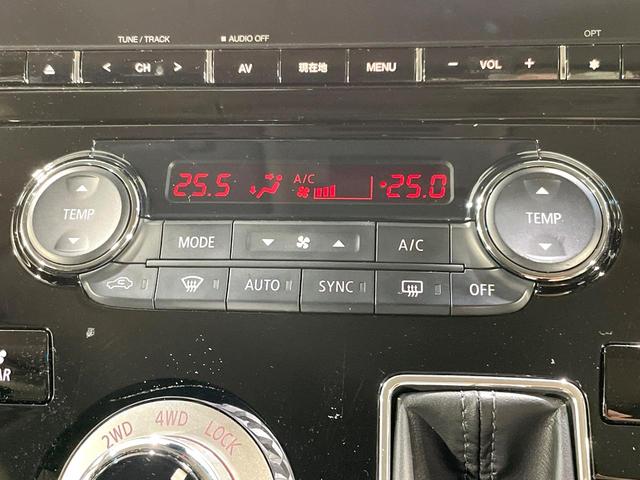 TUNE / TRACK AUDIO OFF OPT
CH AV 現在地 MENU − VOL +
25.5 A/C 25.0
TEMP TEMP
MODE A/C
AUTO SYNC OFF
2WD 4WD LOCK